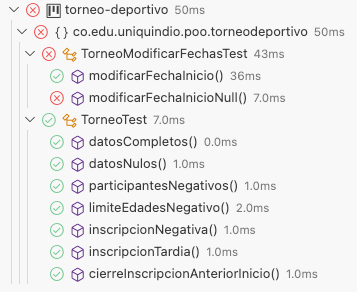 torneo-deportivo 50ms
{ } co.edu.uniquindio.poo.torneodeportivo 50ms
TorneoModificarFechasTest 43ms
modificarFechaInicio() 36ms
modificarFechaInicioNull() 7.0ms
TorneoTest 7.0ms
datosCompletos() 0.0ms
datosNulos() 1.0ms
participantesNegativos() 1.0ms
limiteEdadesNegativo() 2.0ms
inscripcionNegativa() 1.0ms
inscripcionTardia() 1.0ms
cierreInscripcionAnteriorInicio() 1.0ms